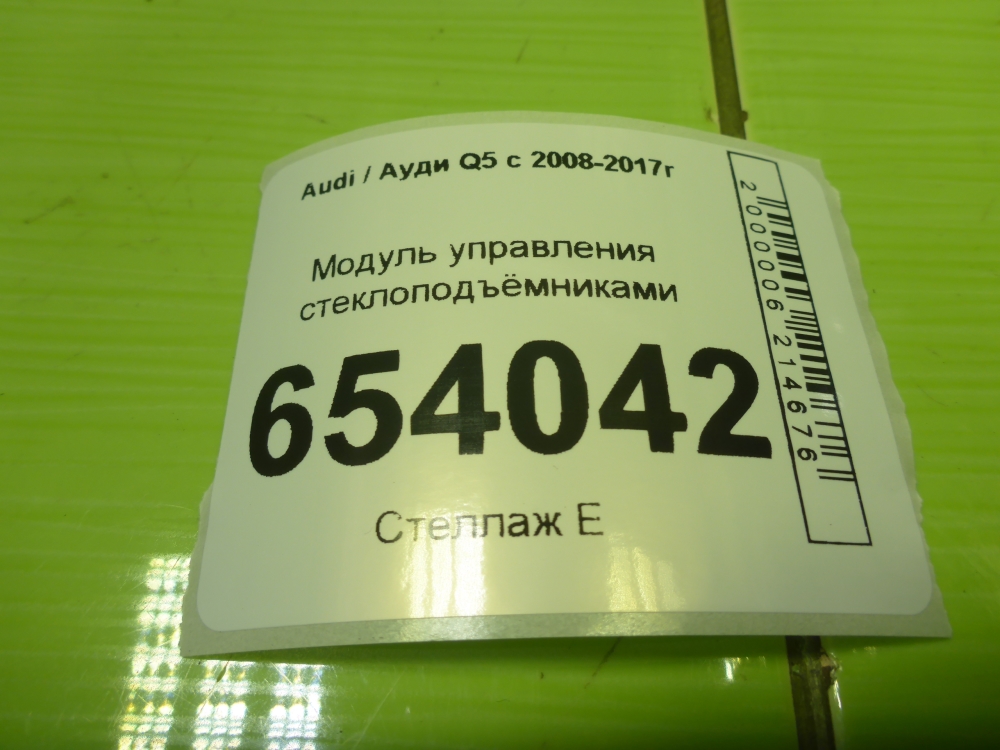 Audi / Ауди Q5 с 2008-2017г
Модуль управления
стеклоподъёмниками
654042
Стеллаж Е
2000006214676